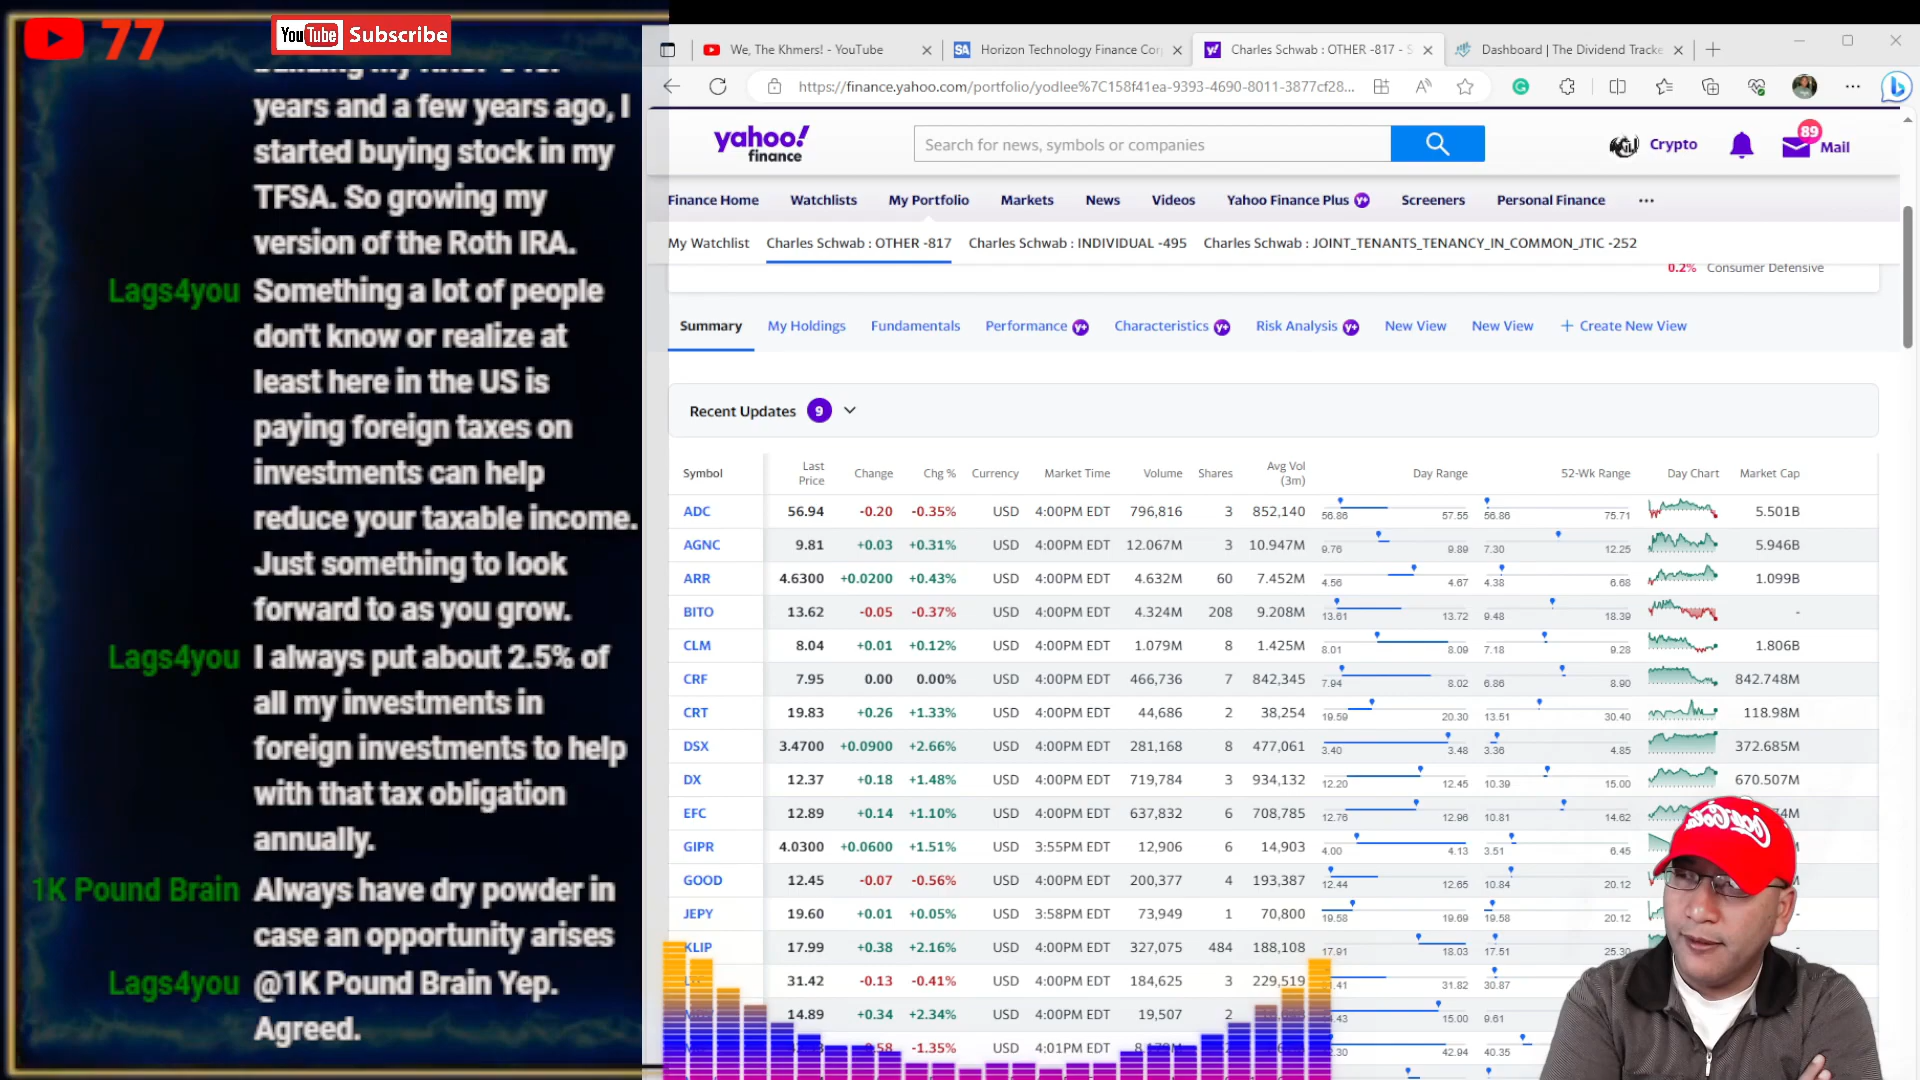 77
YouTube Subscribe
years and a few years ago, I
started buying stock in my
TFSA. So growing my
version of the Roth IRA.
Lags4you Something a lot of people
don't know or realize at
least here in the US is
paying foreign taxes on
investments can help
reduce your taxable income.
Just something to look
forward to as you grow.
Lags4you I always put about 2.5% of
all my investments in
foreign investments to help
with that tax obligation
annually.
1K Pound Brain Always have dry powder in
case an opportunity arises
Lags4you @1K Pound Brain Yep.
Agreed.
We, The Khmers! - YouTube
Horizon Technology Finance Cor
Charles Schwab : OTHER -817 - S
Dashboard | The Dividend Tracke
https://finance.yahoo.com/portfolio/yodlee%7C158f41ea-9393-4690-8011-3877cf28...
yahoo! finance
Search for news, symbols or companies
Crypto
89
Mail
Finance Home Watchlists My Portfolio Markets News Videos Yahoo Finance Plus Screeners Personal Finance ...
My Watchlist Charles Schwab : OTHER -817 Charles Schwab : INDIVIDUAL -495 Charles Schwab : JOINT_TENANTS_TENANCY_IN_COMMON_JTIC -252
0.2% Consumer Defensive
Summary My Holdings Fundamentals Performance Characteristics Risk Analysis New View New View + Create New View
Recent Updates 9
Symbol Last Price Change Chg % Currency Market Time Volume Shares Avg Vol (3m) Day Range 52-Wk Range Day Chart Market Cap
ADC 56.94 -0.20 -0.35% USD 4:00PM EDT 796,816 3 852,140 56.86 57.55 56.86 75.71 5.501B
AGNC 9.81 +0.03 +0.31% USD 4:00PM EDT 12.067M 3 10.947M 9.76 9.89 7.30 12.25 5.946B
ARR 4.6300 +0.0200 +0.43% USD 4:00PM EDT 4.632M 60 7.452M 4.56 4.67 4.38 6.68 1.099B
BITO 13.62 -0.05 -0.37% USD 4:00PM EDT 4.324M 208 9.208M 13.61 13.72 9.48 18.39 -
CLM 8.04 +0.01 +0.12% USD 4:00PM EDT 1.079M 8 1.425M 8.01 8.09 7.18 9.28 1.806B
CRF 7.95 0.00 0.00% USD 4:00PM EDT 466,736 7 842,345 7.94 8.02 6.86 8.90 842.748M
CRT 19.83 +0.26 +1.33% USD 4:00PM EDT 44,686 2 38,254 19.59 20.30 13.51 30.40 118.98M
DSX 3.4700 +0.0900 +2.66% USD 4:00PM EDT 281,168 8 477,061 3.40 3.48 3.36 4.85 372.685M
DX 12.37 +0.18 +1.48% USD 4:00PM EDT 719,784 3 934,132 12.20 12.45 10.39 15.00 670.507M
EFC 12.89 +0.14 +1.10% USD 4:00PM EDT 637,832 6 708,785 12.76 12.96 10.81 14.62
GIPR 4.0300 +0.0600 +1.51% USD 3:55PM EDT 12,906 6 14,903 4.00 4.13 3.51 6.45
GOOD 12.45 -0.07 -0.56% USD 4:00PM EDT 200,377 4 193,387 12.44 12.65 10.84 20.12
JEPY 19.60 +0.01 +0.05% USD 3:58PM EDT 73,949 1 70,800 19.58 19.69 19.58 20.12 -
KLIP 17.99 +0.38 +2.16% USD 4:00PM EDT 327,075 484 188,108 17.91 18.03 17.51 25.30
31.42 -0.13 -0.41% USD 4:00PM EDT 184,625 3 229,519 31.82 30.87
14.89 +0.34 +2.34% USD 4:00PM EDT 19,507 2 15.00 9.61
-1.35% USD 4:01PM EDT 42.94 40.35
Coca-Cola